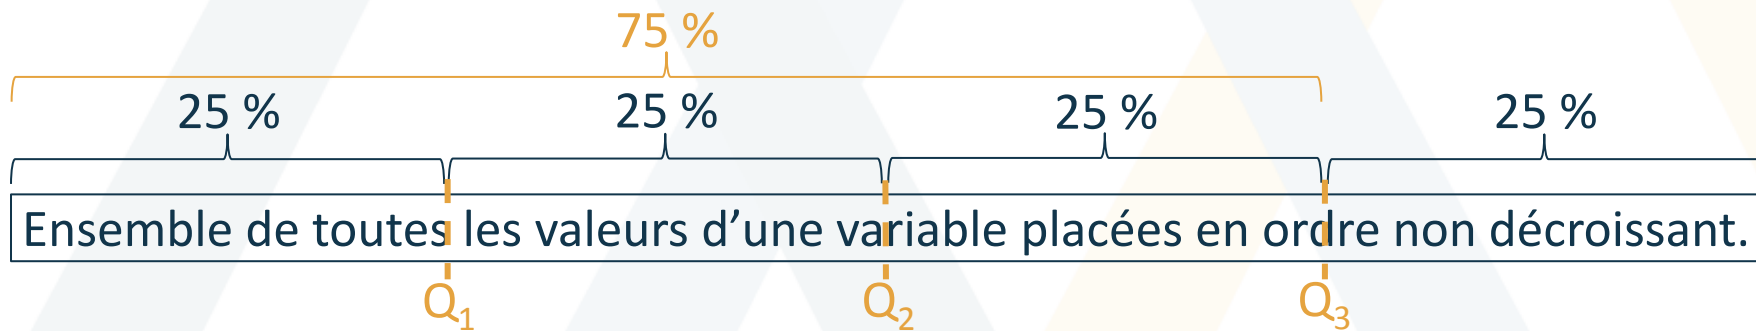 75 %
25 % 25 % 25 % 25 %
Ensemble de toutes les valeurs d’une variable placées en ordre non décroissant.
Q₁ Q₂ Q₃